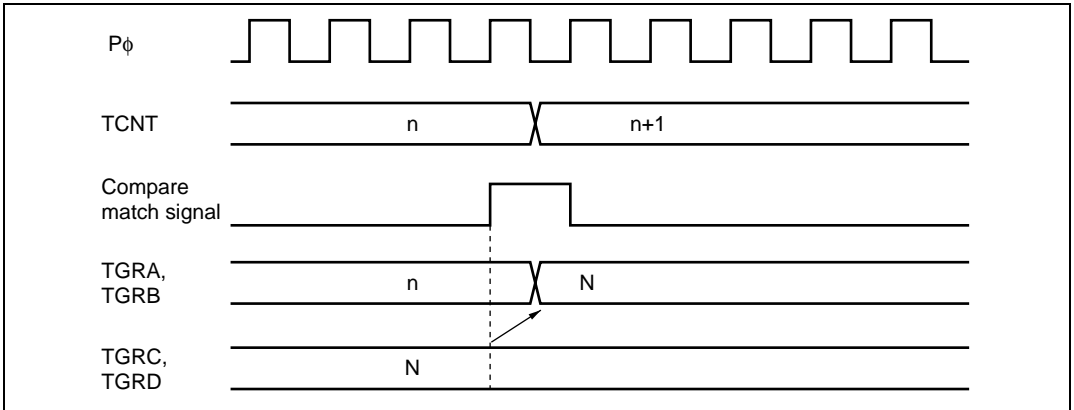 Pφ
TCNT
n
n+1
Compare
match signal
TGRA,
TGRB
n
N
TGRC,
TGRD
N